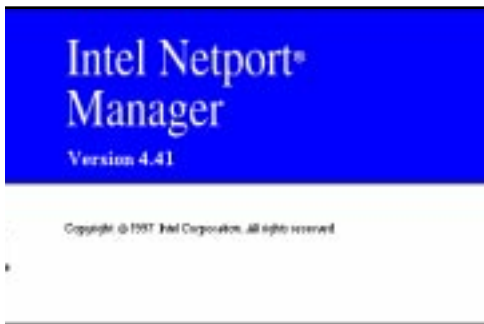 Intel Netport®
Manager
Version 4.41
Copyright @ 1997 Intel Corporation. All rights reserved